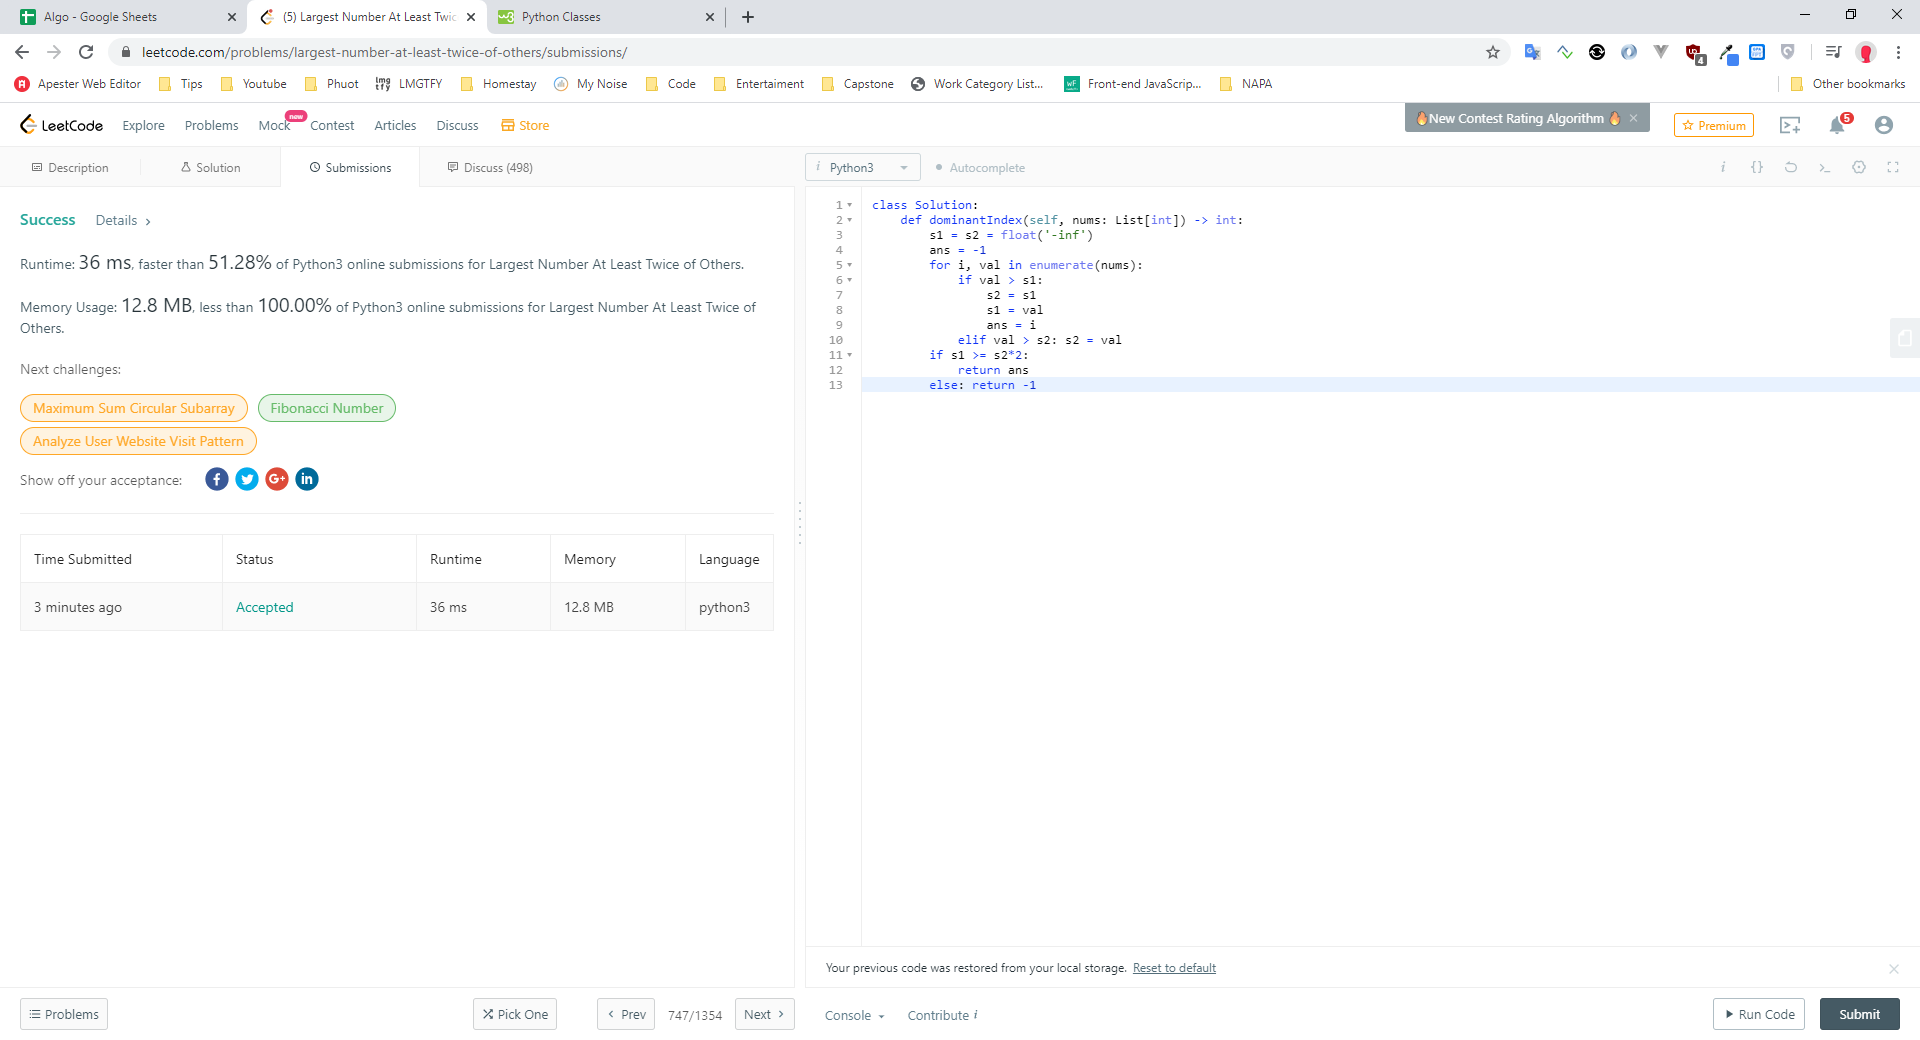 Algo - Google Sheets
(5) Largest Number At Least Twic
Python Classes
leetcode.com/problems/largest-number-at-least-twice-of-others/submissions/
4
Apester Web Editor Tips Youtube Phuot LMGTFY Homestay My Noise Code Entertaiment Capstone Work Category List... Front-end JavaScrip... NAPA Other bookmarks
LeetCode Explore Problems Mock new Contest Articles Discuss Store
🔥New Contest Rating Algorithm 🔥 ×
Premium
5
Description Solution Submissions Discuss (498)
i Python3 Autocomplete
Success Details >
Runtime: 36 ms, faster than 51.28% of Python3 online submissions for Largest Number At Least Twice of Others.
Memory Usage: 12.8 MB, less than 100.00% of Python3 online submissions for Largest Number At Least Twice of
Others.
Next challenges:
Maximum Sum Circular Subarray Fibonacci Number
Analyze User Website Visit Pattern
Show off your acceptance: f G+ in
Time Submitted Status Runtime Memory Language
3 minutes ago Accepted 36 ms 12.8 MB python3
1 class Solution:
2 def dominantIndex(self, nums: List[int]) -> int:
3 s1 = s2 = float('-inf')
4 ans = -1
5 for i, val in enumerate(nums):
6 if val > s1:
7 s2 = s1
8 s1 = val
9 ans = i
10 elif val > s2: s2 = val
11 if s1 >= s2*2:
12 return ans
13 else: return -1
Your previous code was restored from your local storage. Reset to default
Problems Pick One < Prev 747/1354 Next > Console Contribute i Run Code Submit